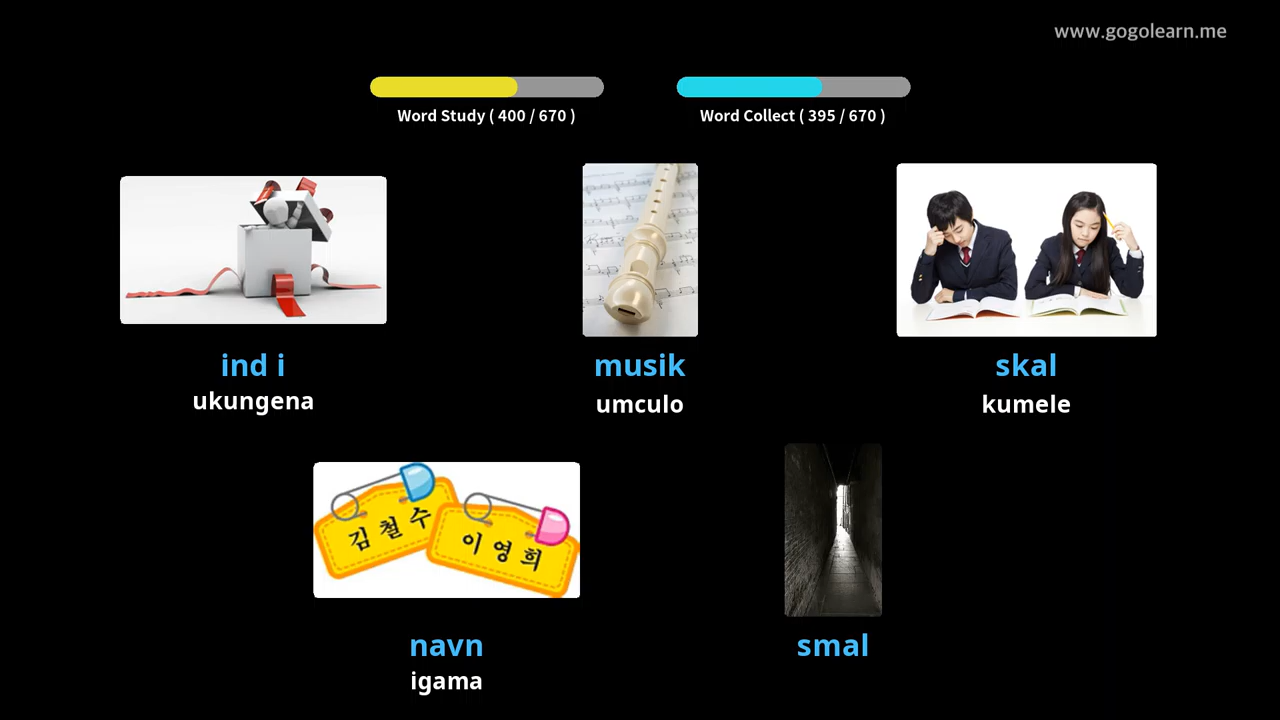 www.gogolearn.me
Word Study ( 400 / 670 )
Word Collect ( 395 / 670 )
ind i
ukungena
musik
umculo
skal
kumele
김철수
이영희
navn
igama
smal